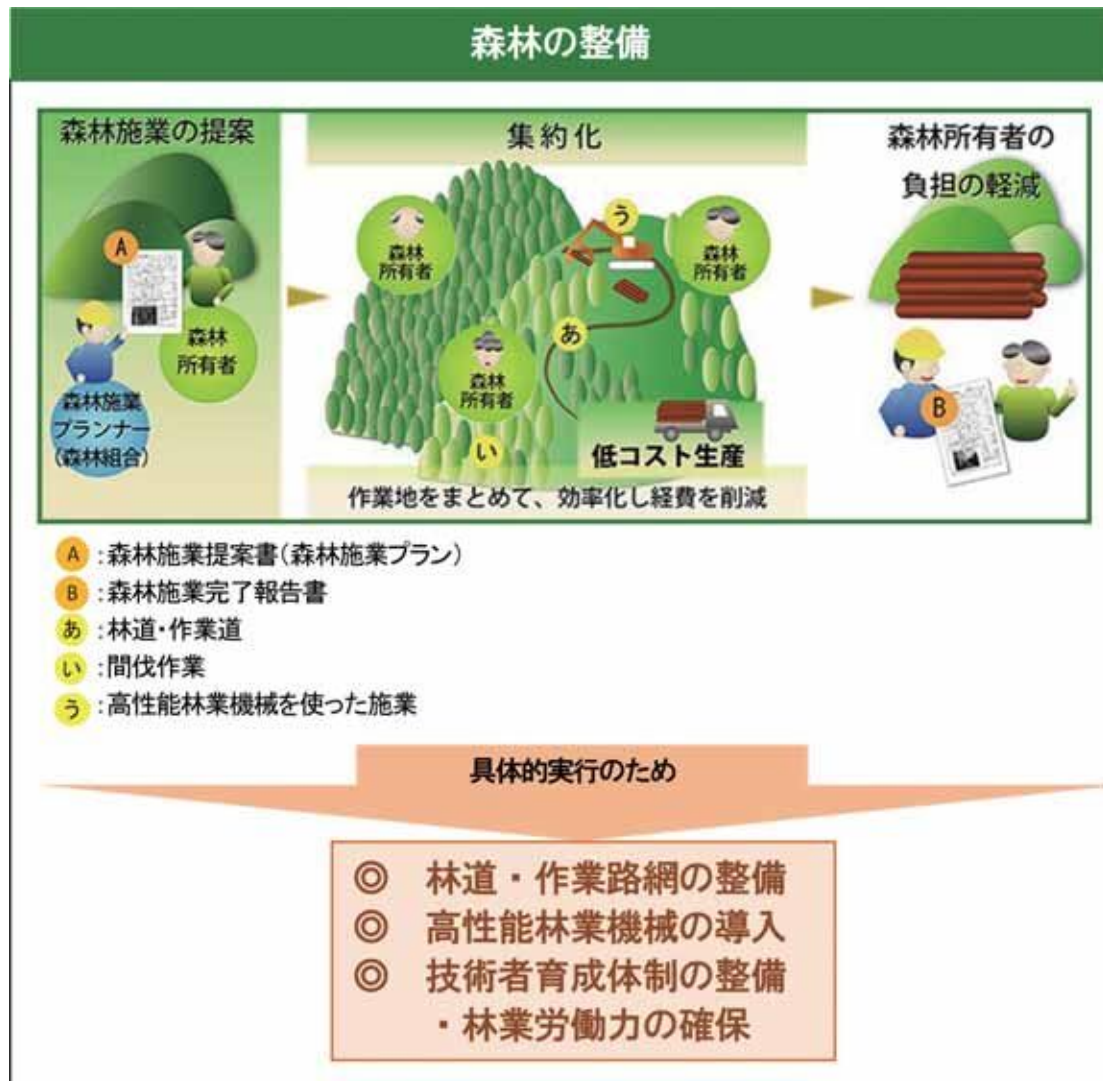 森林の整備
森林施業の提案
A
森林
所有者
森林施業
プランナー
(森林組合)
集約化
森林
所有者
う
森林
所有者
あ
森林
所有者
い
低コスト生産
作業地をまとめて、効率化し経費を削減
森林所有者の
負担の軽減
B
A:森林施業提案書(森林施業プラン)
B:森林施業完了報告書
あ:林道・作業道
い:間伐作業
う:高性能林業機械を使った施業
具体的実行のため
◎ 林道・作業路網の整備
◎ 高性能林業機械の導入
◎ 技術者育成体制の整備
・林業労働力の確保